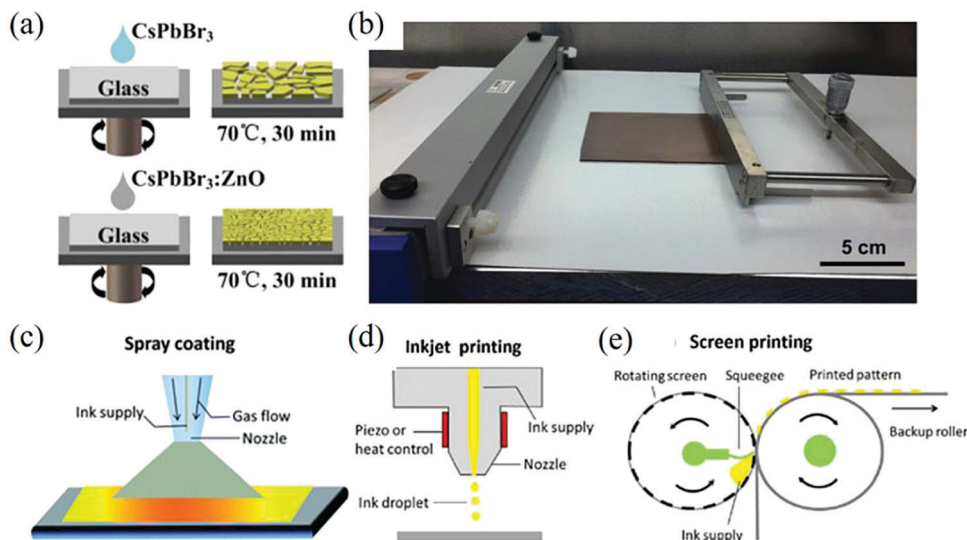 (a)
CsPbBr₃
Glass
70℃, 30 min
CsPbBr₃:ZnO
Glass
70℃, 30 min
(b)
5 cm
(c)
Spray coating
Ink supply
Gas flow
Nozzle
(d)
Inkjet printing
Piezo or
heat control
Ink supply
Nozzle
Ink droplet
(e)
Screen printing
Rotating screen
Squeegee
Printed pattern
Backup roller
Ink supply